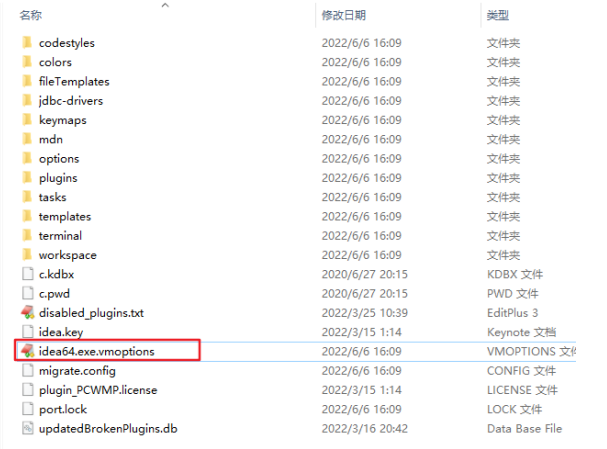 名称 修改日期 类型
codestyles 2022/6/6 16:09 文件夹
colors 2022/6/6 16:09 文件夹
fileTemplates 2022/6/6 16:09 文件夹
jdbc-drivers 2022/6/6 16:09 文件夹
keymaps 2022/6/6 16:09 文件夹
mdn 2022/6/6 16:09 文件夹
options 2022/6/6 16:09 文件夹
plugins 2022/6/6 16:09 文件夹
tasks 2022/6/6 16:09 文件夹
templates 2022/6/6 16:09 文件夹
terminal 2022/6/6 16:09 文件夹
workspace 2022/6/6 16:09 文件夹
c.kdbx 2020/6/27 20:15 KDBX 文件
c.pwd 2020/6/27 20:15 PWD 文件
disabled_plugins.txt 2022/3/25 10:39 EditPlus 3
idea.key 2022/3/15 1:14 Keynote 文档
idea64.exe.vmoptions 2022/6/6 16:09 VMOPTIONS 文件
migrate.config 2022/6/6 16:09 CONFIG 文件
plugin_PCWMP.license 2022/3/15 1:14 LICENSE 文件
port.lock 2022/6/6 16:09 LOCK 文件
updatedBrokenPlugins.db 2022/3/16 20:42 Data Base File